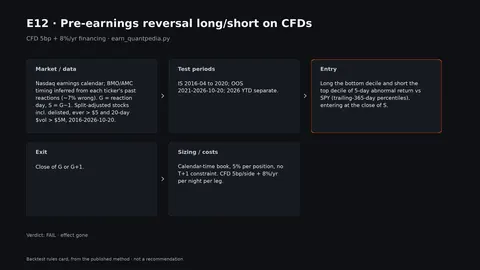 E12 · Pre-earnings reversal long/short on CFDs
CFD 5bp + 8%/yr financing · earn_quantpedia.py
Market / data
Nasdaq earnings calendar; BMO/AMC
timing inferred from each ticker's past
reactions (~7% wrong). G = reaction
day, S = G−1. Split-adjusted stocks
incl. delisted, ever > $5 and 20-day
$vol > $5M, 2016-2026-10-20.
Test periods
IS 2016-04 to 2020; OOS
2021-2026-10-20; 2026 YTD separate.
Entry
Long the bottom decile and short the
top decile of 5-day abnormal return vs
SPY (trailing-365-day percentiles),
entering at the close of S.
Exit
Close of G or G+1.
Sizing / costs
Calendar-time book, 5% per position, no
T+1 constraint. CFD 5bp/side + 8%/yr
per night per leg.
Verdict: FAIL · effect gone
Backtest rules card, from the published method · not a recommendation